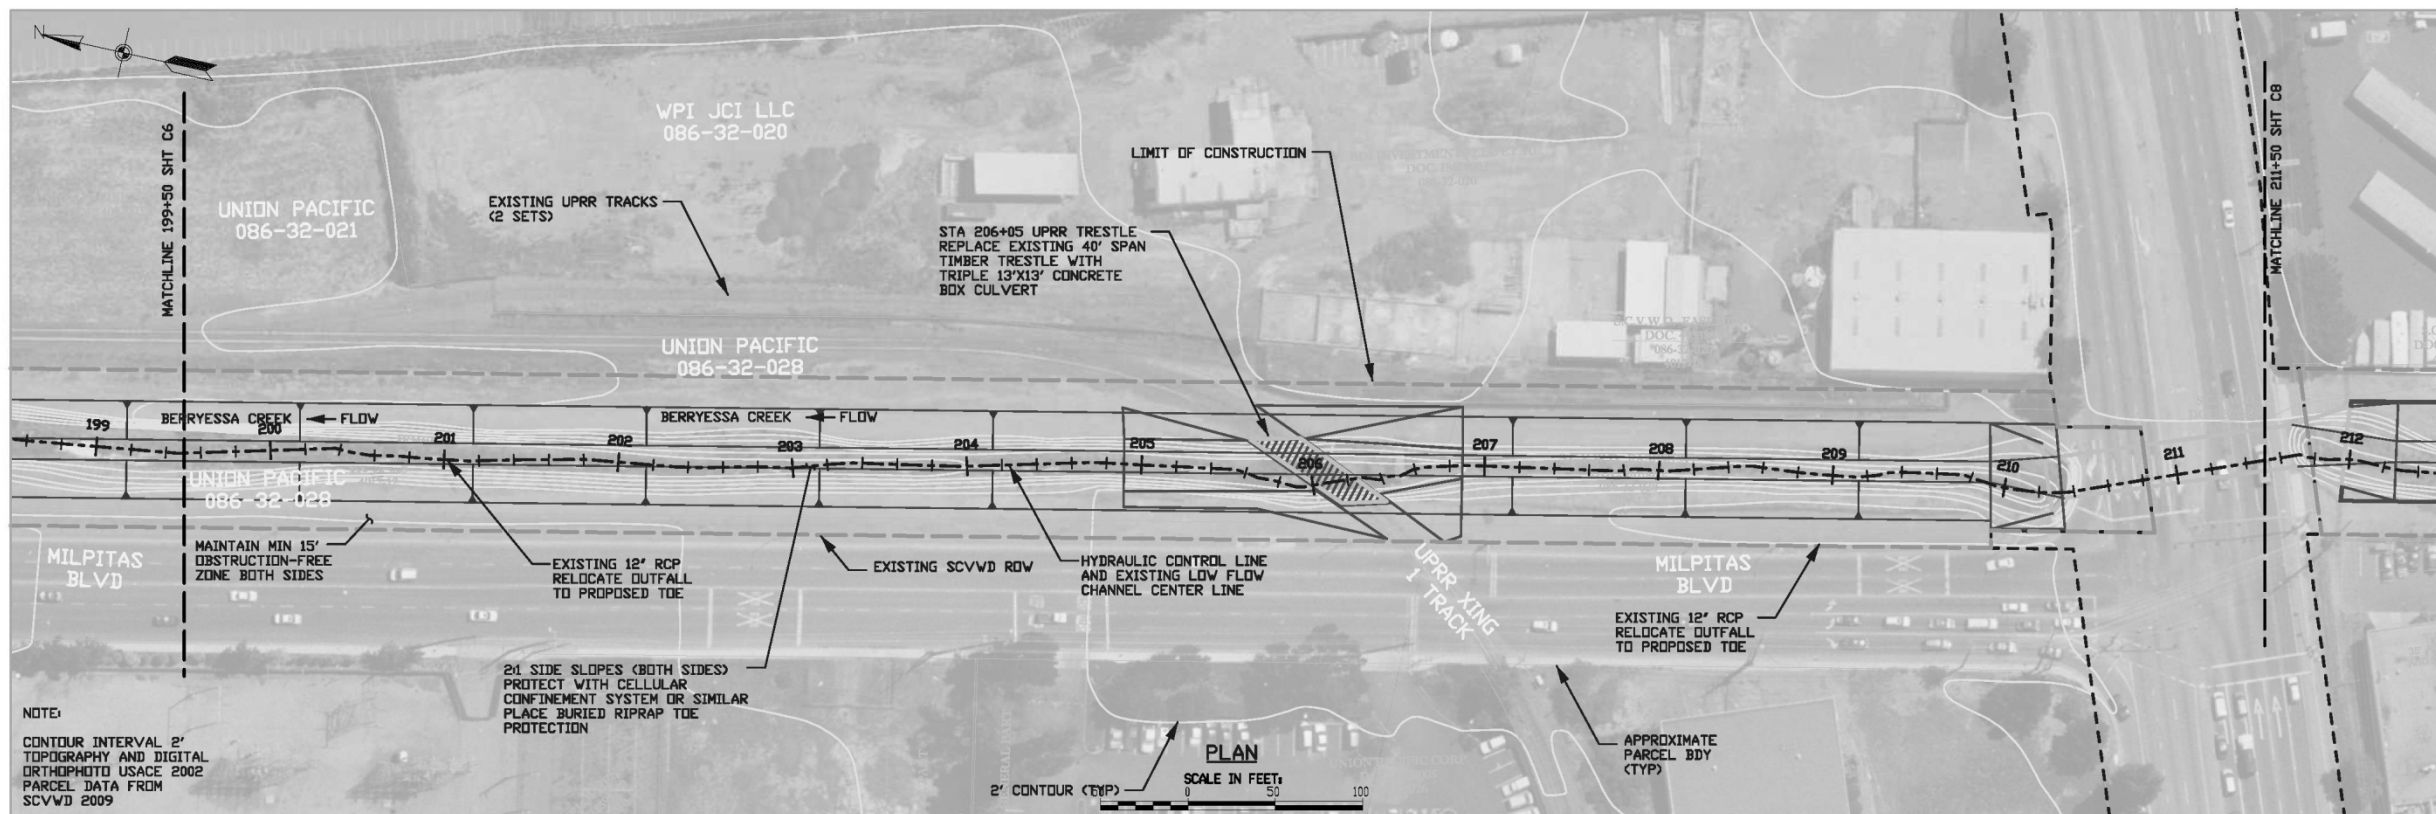 N
MATCHLINE 199+50 SHT C6
UNION PACIFIC
086-32-021
WPI JCI LLC
086-32-020
EXISTING UPRR TRACKS
(2 SETS)
LIMIT OF CONSTRUCTION
STA 206+05 UPRR TRESTLE
REPLACE EXISTING 40' SPAN
TIMBER TRESTLE WITH
TRIPLE 13'X13' CONCRETE
BOX CULVERT
MATCHLINE 211+50 SHT C8
UNION PACIFIC
086-32-028
BERRYESSA CREEK
FLOW
BERRYESSA CREEK
FLOW
199
200
201
202
203
204
205
206
207
208
209
210
211
212
UNION PACIFIC
086-32-028
MILPITAS
BLVD
MAINTAIN MIN 15'
OBSTRUCTION-FREE
ZONE BOTH SIDES
EXISTING 12" RCP
RELOCATE OUTFALL
TO PROPOSED TOE
EXISTING SCVWD ROW
HYDRAULIC CONTROL LINE
AND EXISTING LOW FLOW
CHANNEL CENTER LINE
UPRR XING
1 TRACK
MILPITAS
BLVD
EXISTING 12" RCP
RELOCATE OUTFALL
TO PROPOSED TOE
2:1 SIDE SLOPES (BOTH SIDES)
PROTECT WITH CELLULAR
CONFINEMENT SYSTEM OR SIMILAR
PLACE BURIED RIPRAP TOE
PROTECTION
NOTE:
CONTOUR INTERVAL 2'
TOPOGRAPHY AND DIGITAL
ORTHOPHOTO USACE 2002
PARCEL DATA FROM
SCVWD 2009
2' CONTOUR (TYP)
PLAN
SCALE IN FEET:
0 50 100
APPROXIMATE
PARCEL BDY
(TYP)